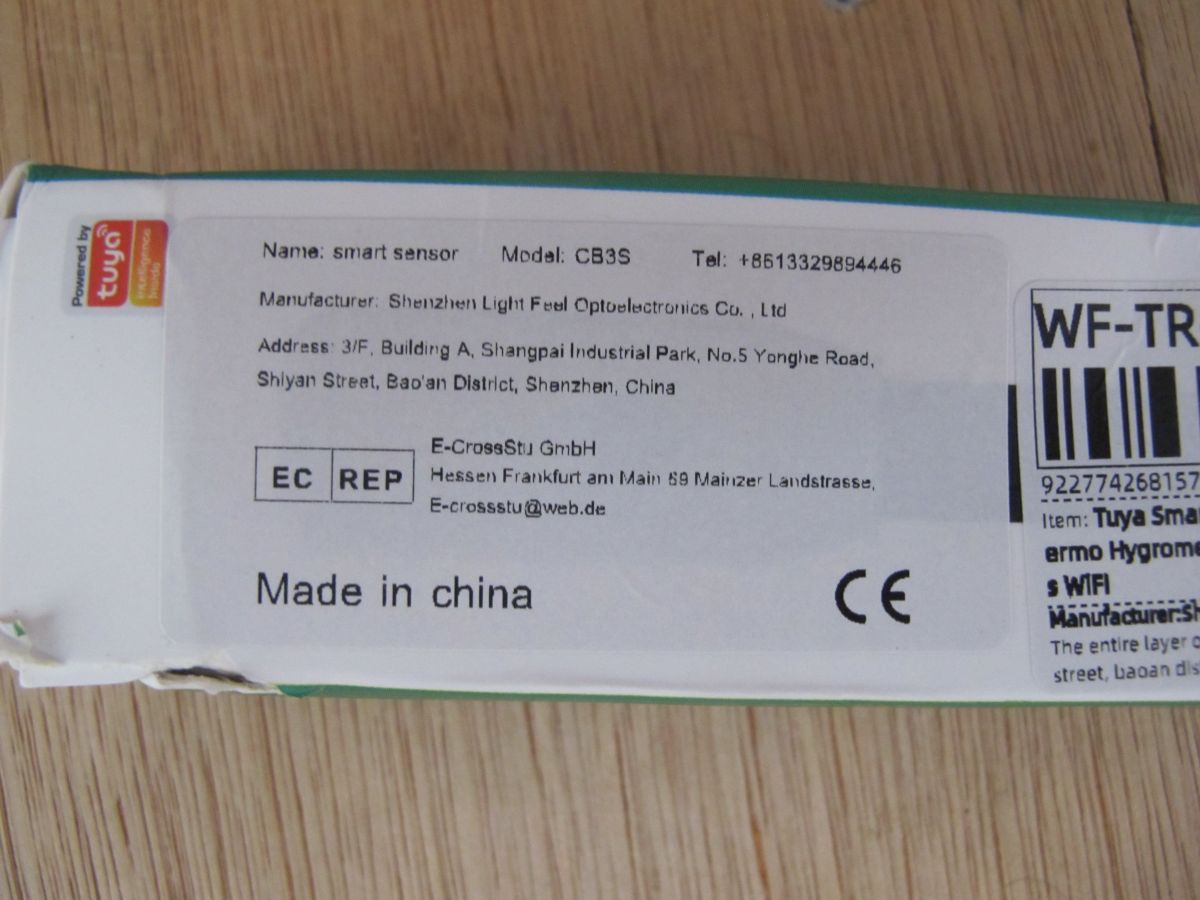 Powered by
tuya
intelligence
inside
Name: smart sensor Model: CB3S Tel: +8613329894446
Manufacturer: Shenzhen Light Feel Optoelectronics Co. , Ltd
Address: 3/F, Building A, Shangpai Industrial Park, No.5 Yonghe Road,
Shiyan Street, Bao'an District, Shenzhen, China
EC REP
E-CrossStu GmbH
Hessen Frankfurt am Main 69 Mainzer Landstrasse,
E-crossstu@web.de
Made in china
CE
WF-TR
922774268157
Item: Tuya Smar
ermo Hygrome
s WIFI
Manufacturer:Sh
The entire layer o
street, baoan dis